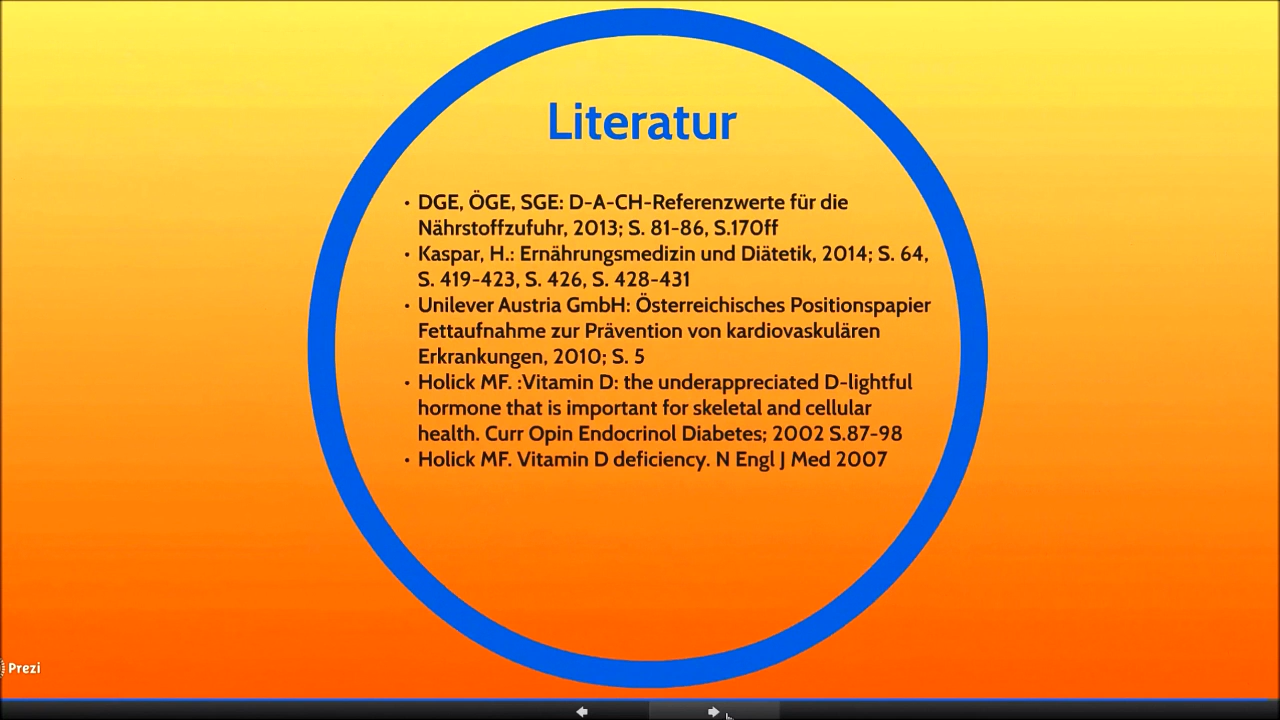 Literatur
• DGE, ÖGE, SGE: D-A-CH-Referenzwerte für die
Nährstoffzufuhr, 2013; S. 81-86, S.170ff
• Kaspar, H.: Ernährungsmedizin und Diätetik, 2014; S. 64,
S. 419-423, S. 426, S. 428-431
• Unilever Austria GmbH: Österreichisches Positionspapier
Fettaufnahme zur Prävention von kardiovaskulären
Erkrankungen, 2010; S. 5
• Holick MF. :Vitamin D: the underappreciated D-lightful
hormone that is important for skeletal and cellular
health. Curr Opin Endocrinol Diabetes; 2002 S.87-98
• Holick MF. Vitamin D deficiency. N Engl J Med 2007
Prezi